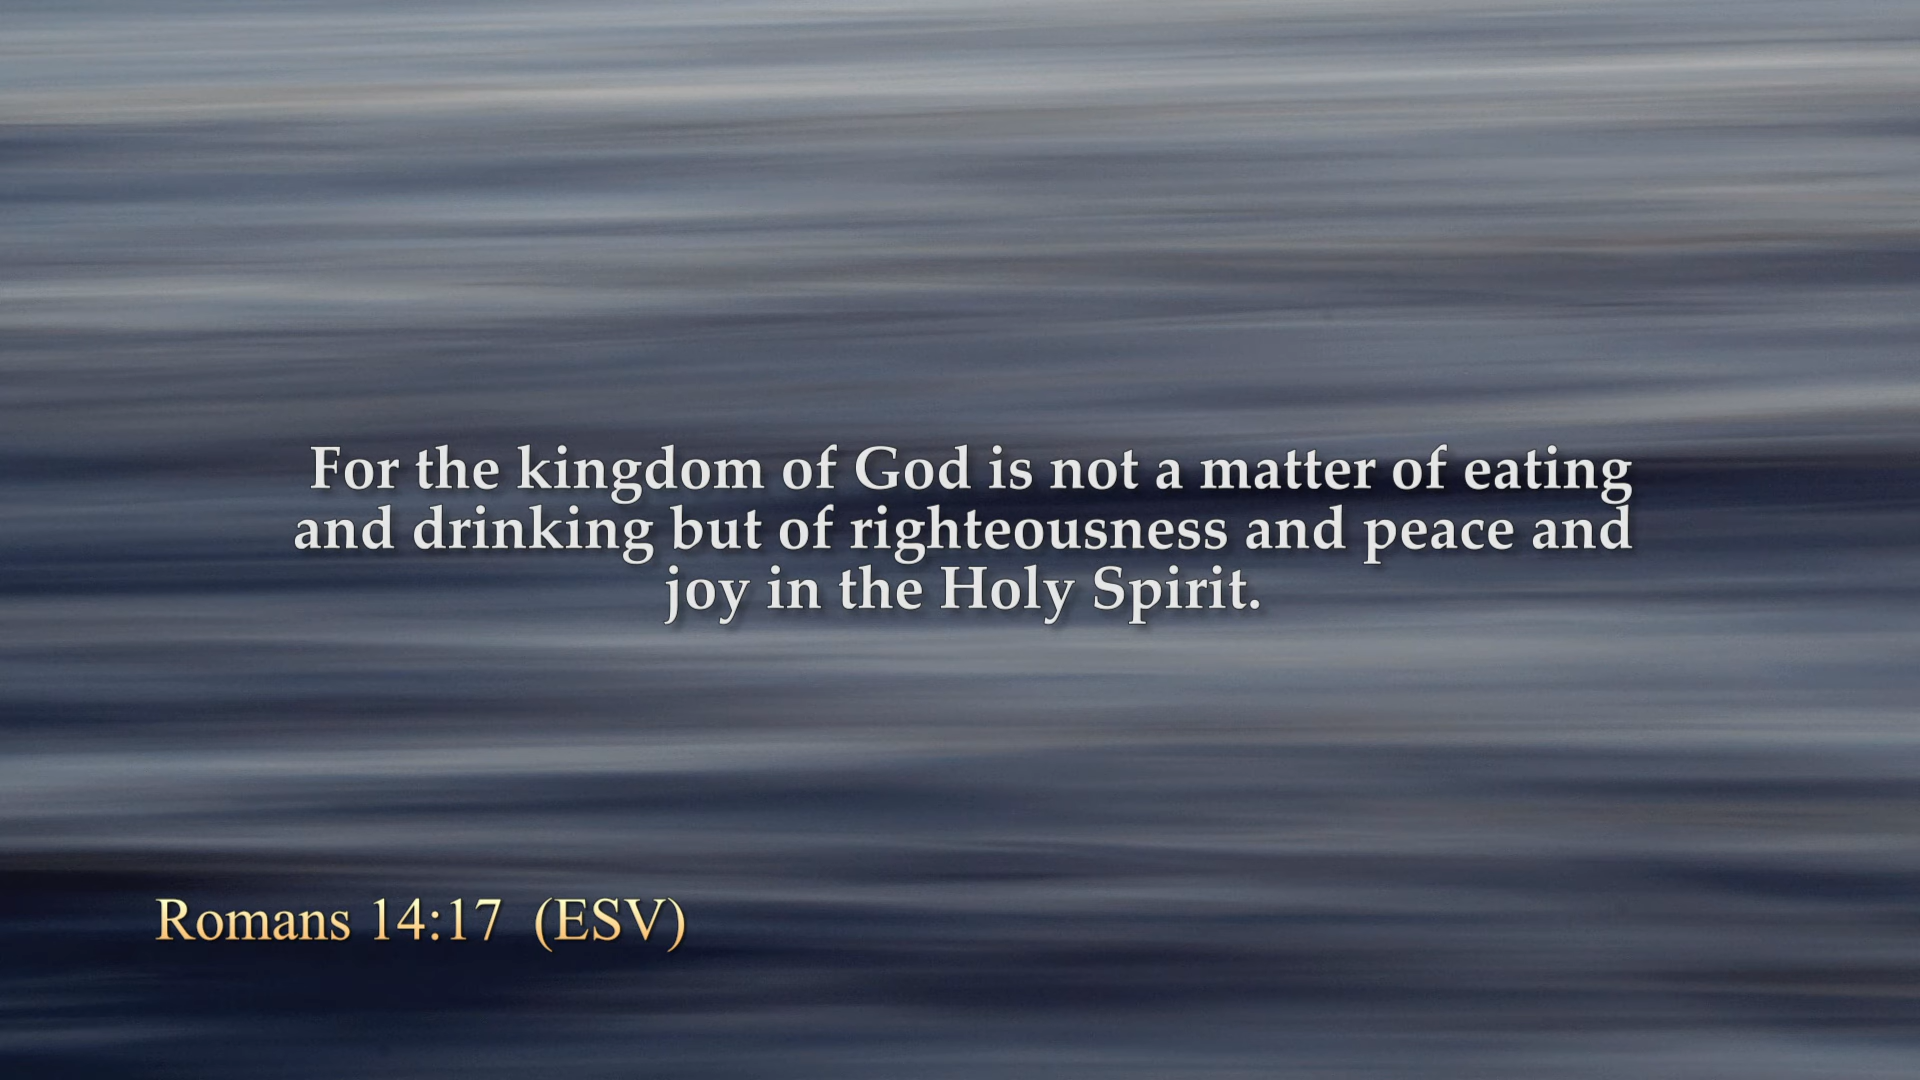 For the kingdom of God is not a matter of eating
and drinking but of righteousness and peace and
joy in the Holy Spirit.
Romans 14:17 (ESV)